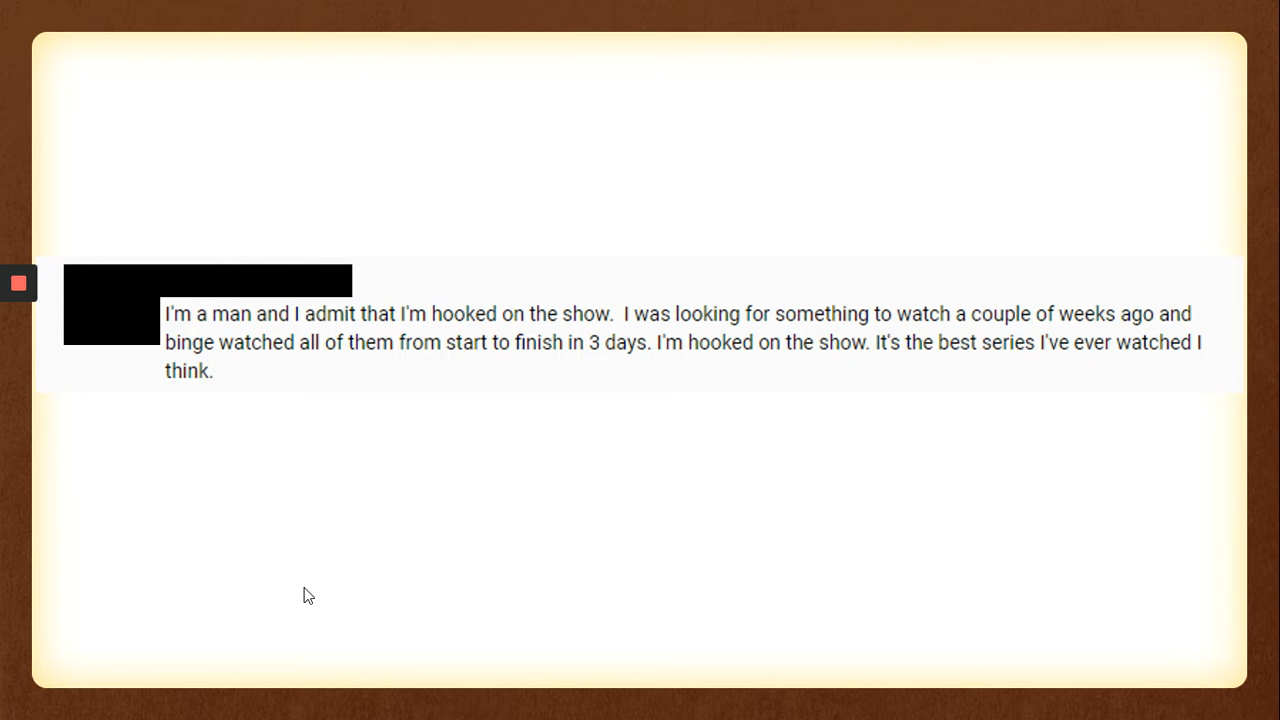 I'm a man and I admit that I'm hooked on the show.  I was looking for something to watch a couple of weeks ago and
binge watched all of them from start to finish in 3 days. I'm hooked on the show. It's the best series I've ever watched I
think.